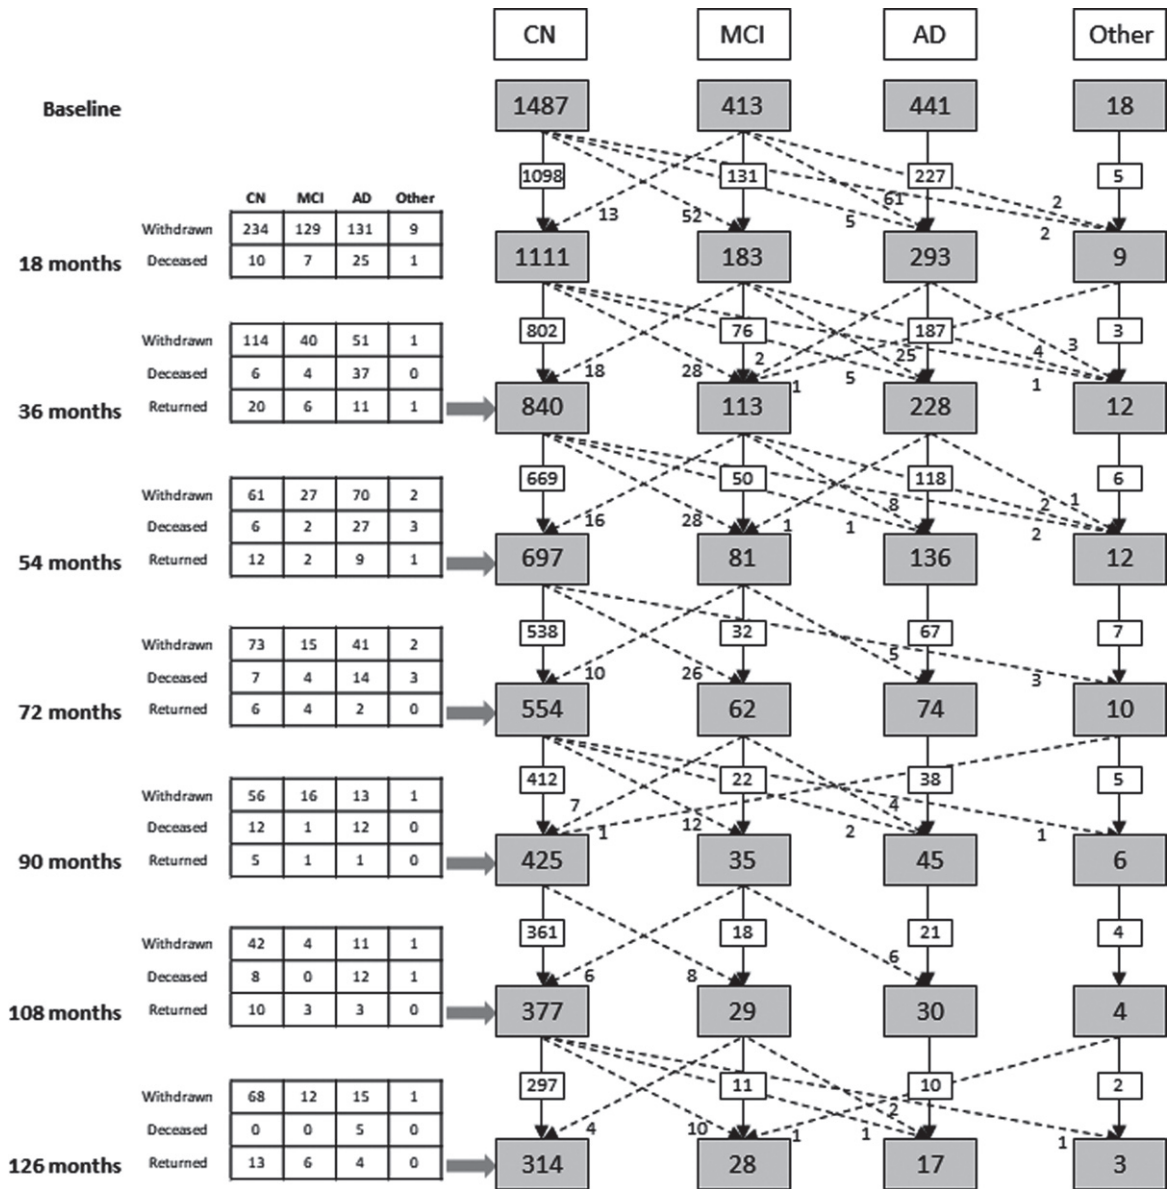 CN MCI AD Other
Baseline 1487 413 441 18
1098 131 227 5
13 52 5 61 2 2
CN MCI AD Other
Withdrawn 234 129 131 9
Deceased 10 7 25 1
18 months 1111 183 293 9
802 76 187 3
18 28 2 1 5 25 4 1 3
Withdrawn 114 40 51 1
Deceased 6 4 37 0
Returned 20 6 11 1
36 months 840 113 228 12
669 50 118 6
16 28 1 1 8 2 2 1
Withdrawn 61 27 70 2
Deceased 6 2 27 3
Returned 12 2 9 1
54 months 697 81 136 12
538 32 67 7
10 26 5 3
Withdrawn 73 15 41 2
Deceased 7 4 14 3
Returned 6 4 2 0
72 months 554 62 74 10
412 22 38 5
7 1 12 2 4 1
Withdrawn 56 16 13 1
Deceased 12 1 12 0
Returned 5 1 1 0
90 months 425 35 45 6
361 18 21 4
6 8 6
Withdrawn 42 4 11 1
Deceased 8 0 12 1
Returned 10 3 3 0
108 months 377 29 30 4
297 11 10 2
4 10 1 1 2 1
Withdrawn 68 12 15 1
Deceased 0 0 5 0
Returned 13 6 4 0
126 months 314 28 17 3